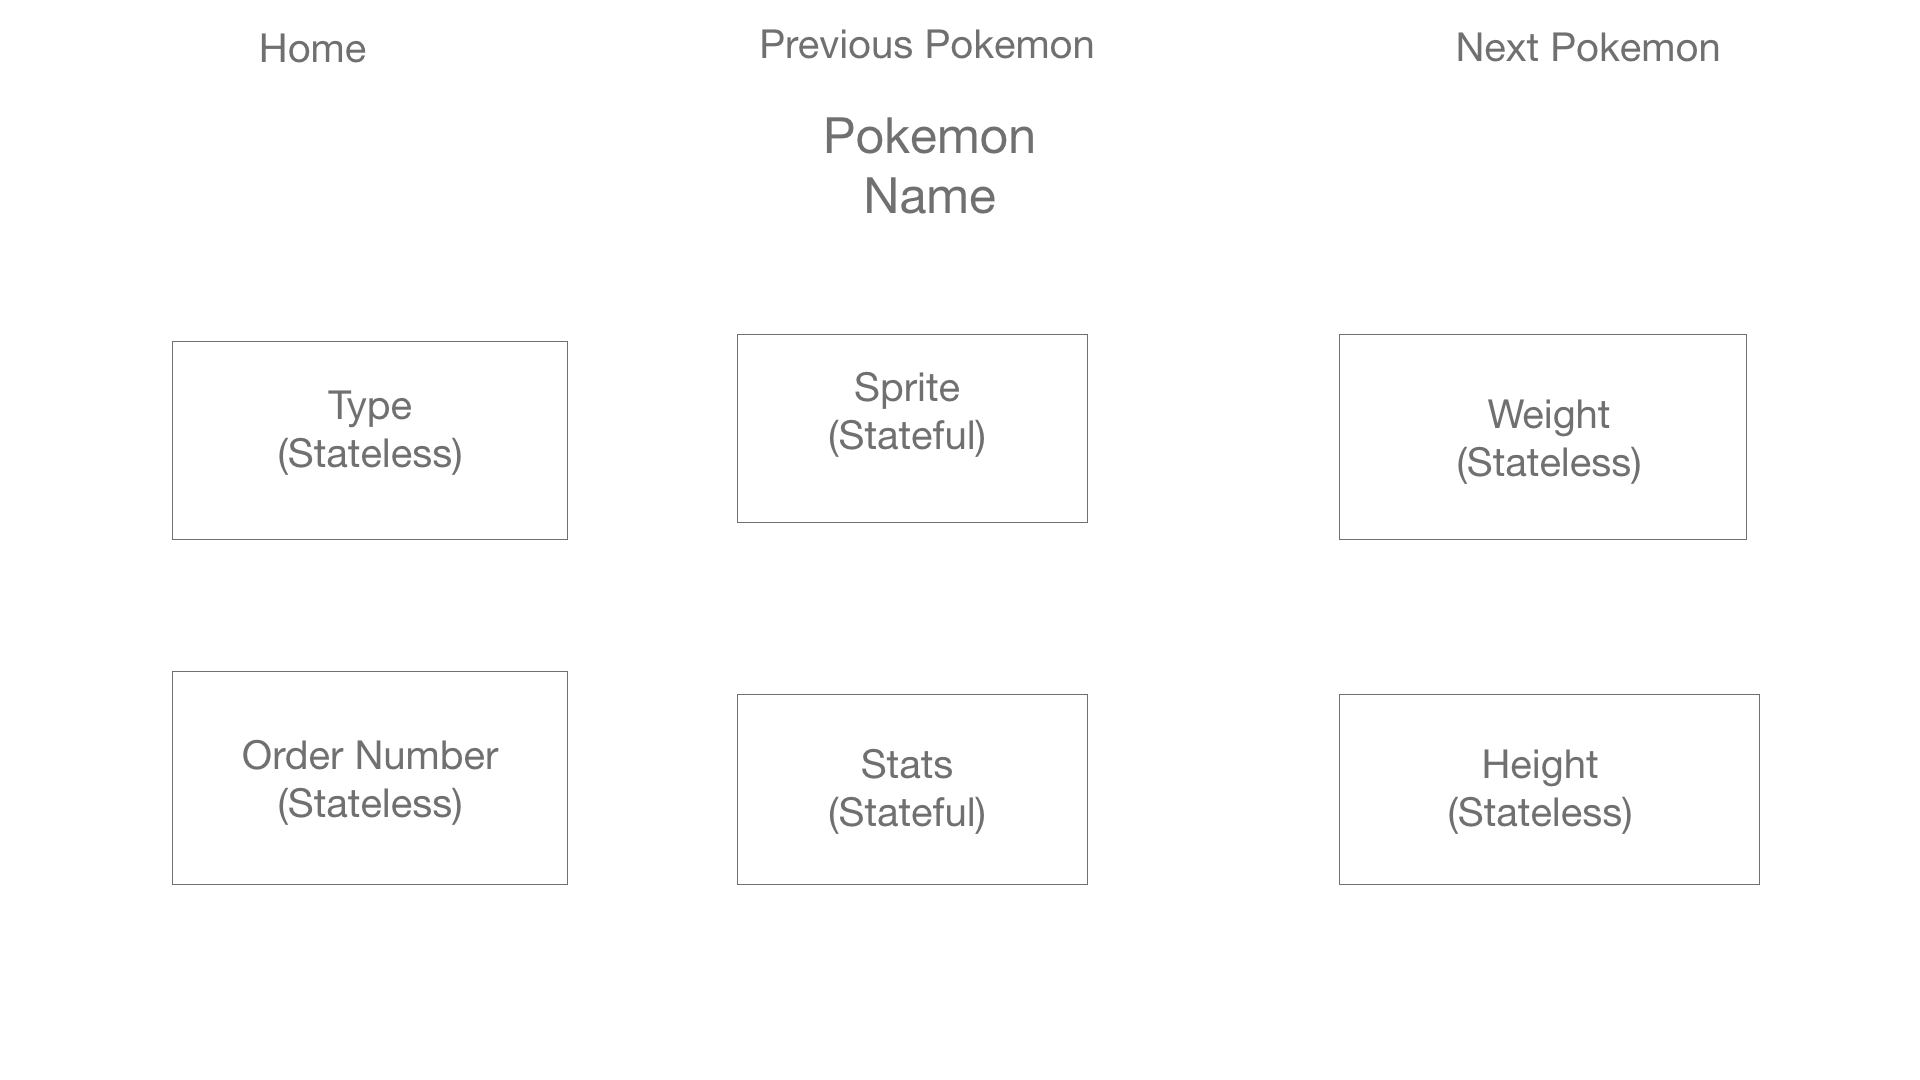 Home
Previous Pokemon
Next Pokemon
Pokemon
Name
Type
(Stateless)
Sprite
(Stateful)
Weight
(Stateless)
Order Number
(Stateless)
Stats
(Stateful)
Height
(Stateless)